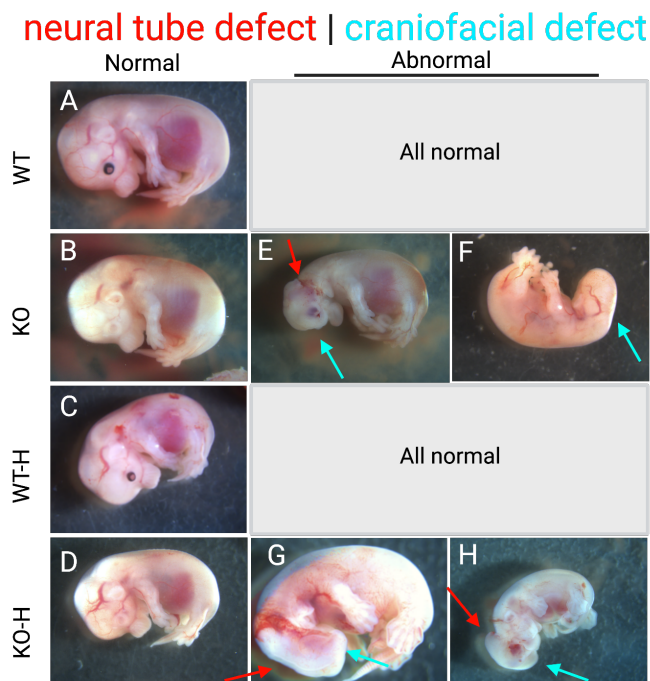 neural tube defect | craniofacial defect
Normal
Abnormal
WT
A
All normal
KO
B
E
F
WT-H
C
All normal
KO-H
D
G
H